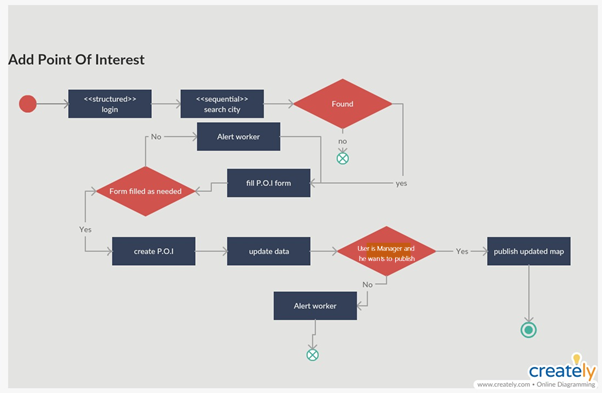 Add Point Of Interest
<<structured>>
login
<<sequential>>
search city
Found
No
Alert worker
no
Form filled as needed
fill P.O.I form
yes
Yes
create P.O.I
update data
User is Manager and
he wants to publish
Yes
publish updated map
No
Alert worker
creately
www.creately.com • Online Diagramming